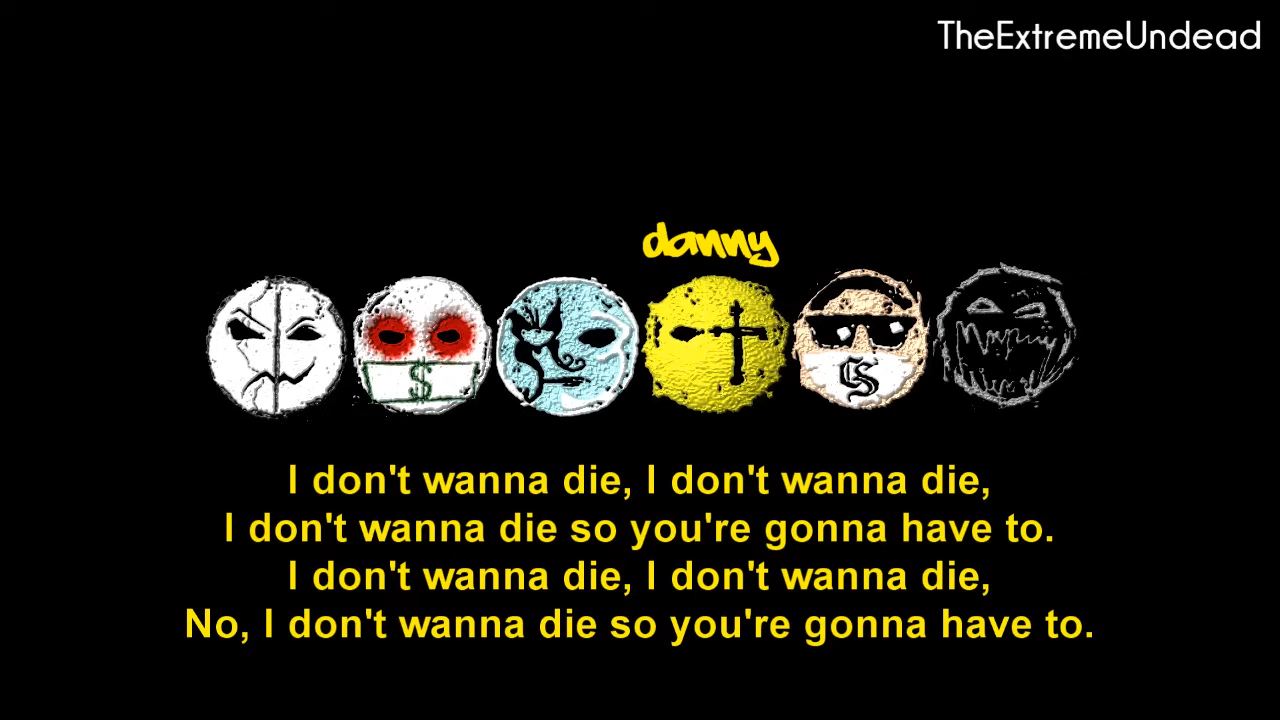 TheExtremeUndead
danny
$
I don't wanna die, I don't wanna die,
I don't wanna die so you're gonna have to.
I don't wanna die, I don't wanna die,
No, I don't wanna die so you're gonna have to.